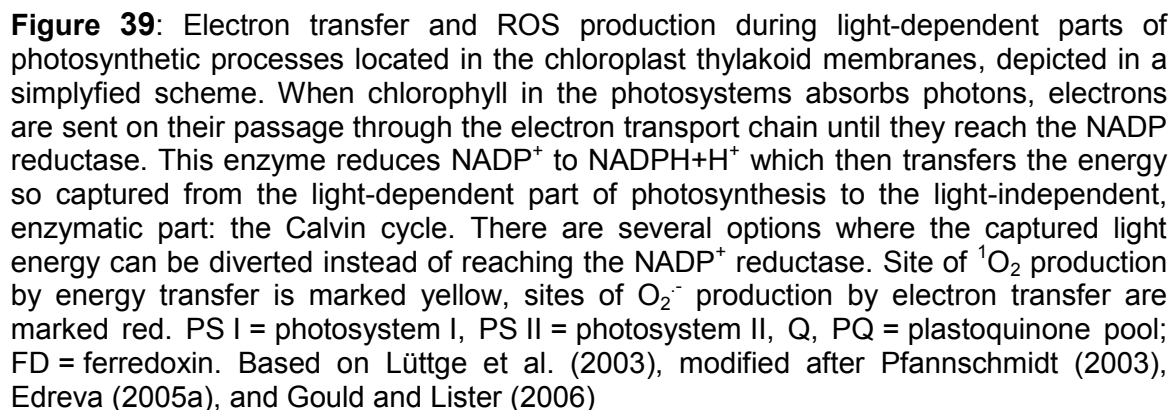 Figure 39: Electron transfer and ROS production during light-dependent parts of
photosynthetic processes located in the chloroplast thylakoid membranes, depicted in a
simplyfied scheme. When chlorophyll in the photosystems absorbs photons, electrons
are sent on their passage through the electron transport chain until they reach the NADP
reductase. This enzyme reduces NADP⁺ to NADPH+H⁺ which then transfers the energy
so captured from the light-dependent part of photosynthesis to the light-independent,
enzymatic part: the Calvin cycle. There are several options where the captured light
energy can be diverted instead of reaching the NADP⁺ reductase. Site of ¹O₂ production
by energy transfer is marked yellow, sites of O₂·⁻ production by electron transfer are
marked red. PS I = photosystem I, PS II = photosystem II, Q, PQ = plastoquinone pool;
FD = ferredoxin. Based on Lüttge et al. (2003), modified after Pfannschmidt (2003),
Edreva (2005a), and Gould and Lister (2006)